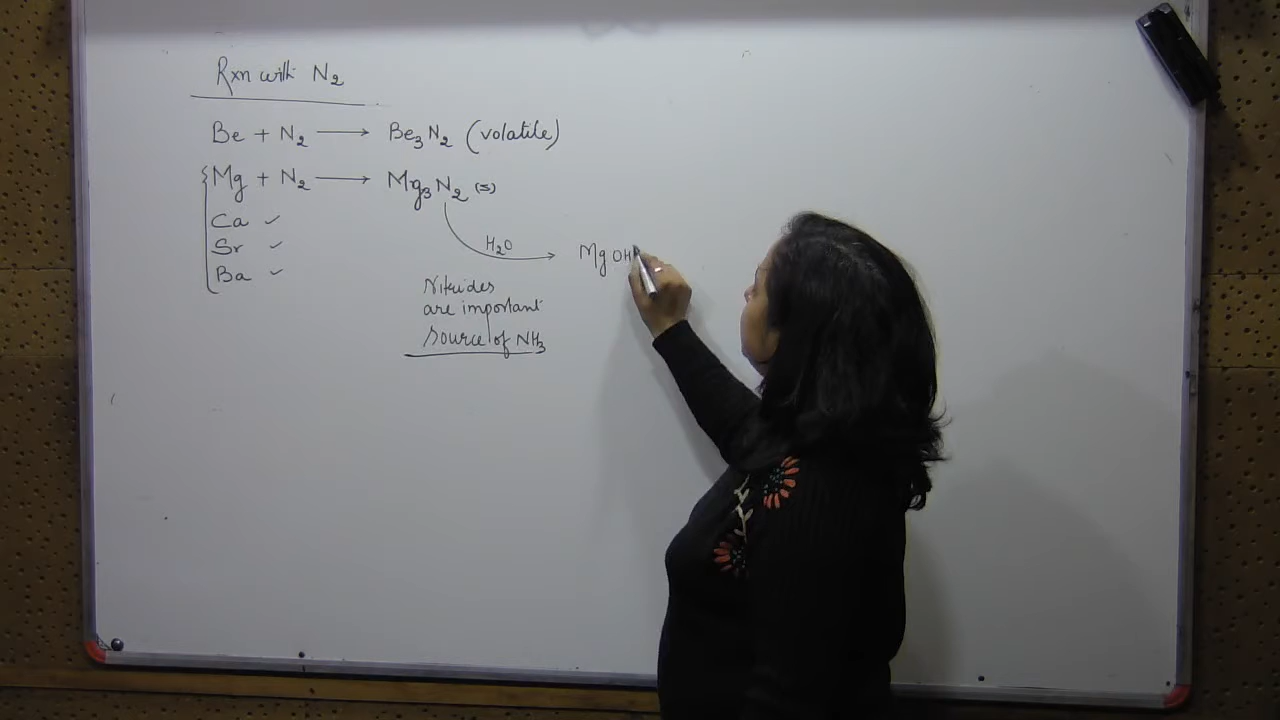 Rxn with N₂
Be + N₂ ⟶ Be₃N₂ (volatile)
Mg + N₂ ⟶ Mg₃N₂ (s)
Ca ✓
Sr ✓
Ba ✓
H₂O
Mg OH
Nitrides
are important
Source of NH₃